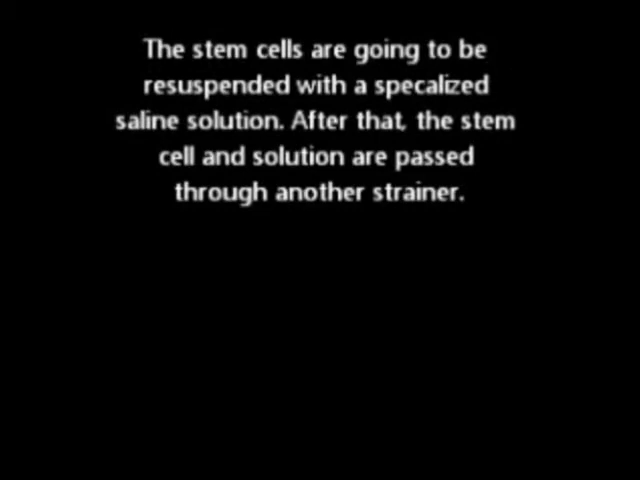 The stem cells are going to be
resuspended with a specalized
saline solution. After that, the stem
cell and solution are passed
through another strainer.